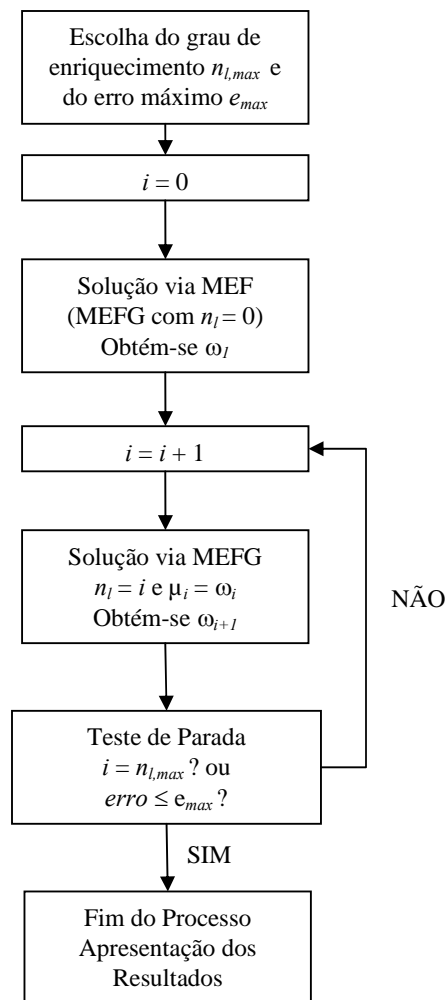 Escolha do grau de
enriquecimento n_{l,max} e
do erro máximo e_{max}
i = 0
Solução via MEF
(MEFG com n_l = 0)
Obtém-se ω_1
i = i + 1
Solução via MEFG
n_l = i e μ_i = ω_i
Obtém-se ω_{i+1}
NÃO
Teste de Parada
i = n_{l,max} ? ou
erro ≤ e_{max} ?
SIM
Fim do Processo
Apresentação dos
Resultados